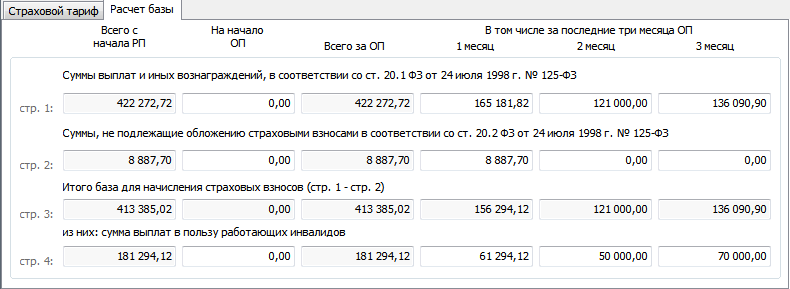 Страховой тариф Расчет базы
Всего с На начало В том числе за последние три месяца ОП
начала РП ОП Всего за ОП 1 месяц 2 месяц 3 месяц
Суммы выплат и иных вознаграждений, в соответствии со ст. 20.1 ФЗ от 24 июля 1998 г. № 125-ФЗ
стр. 1: 422 272,72 0,00 422 272,72 165 181,82 121 000,00 136 090,90
Суммы, не подлежащие обложению страховыми взносами в соответствии со ст. 20.2 ФЗ от 24 июля 1998 г. № 125-ФЗ
стр. 2: 8 887,70 0,00 8 887,70 8 887,70 0,00 0,00
Итого база для начисления страховых взносов (стр. 1 - стр. 2)
стр. 3: 413 385,02 0,00 413 385,02 156 294,12 121 000,00 136 090,90
из них: сумма выплат в пользу работающих инвалидов
стр. 4: 181 294,12 0,00 181 294,12 61 294,12 50 000,00 70 000,00